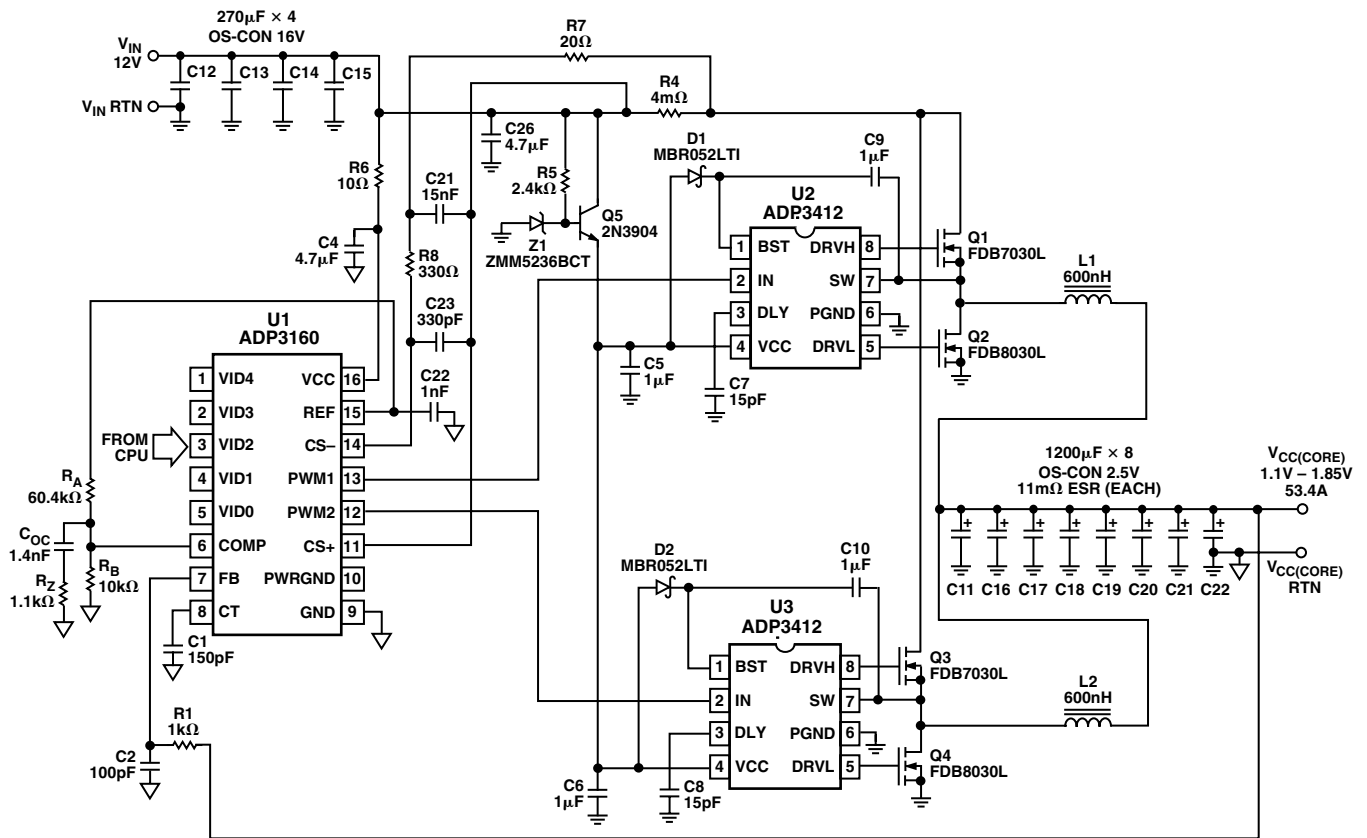 270μF × 4
OS-CON 16V
VIN
12V
C12
C13
C14
C15
VIN RTN
R7
20Ω
R4
4mΩ
C26
4.7μF
R6
10Ω
C21
15nF
R5
2.4kΩ
Q5
2N3904
Z1
ZMM5236BCT
D1
MBR052LTI
C9
1μF
U2
ADP3412
1 BST DRVH 8
2 IN SW 7
3 DLY PGND 6
4 VCC DRVL 5
Q1
FDB7030L
Q2
FDB8030L
L1
600nH
C4
4.7μF
R8
330Ω
C23
330pF
C22
1nF
C5
1μF
C7
15pF
U1
ADP3160
1 VID4 VCC 16
2 VID3 REF 15
3 VID2 CS– 14
4 VID1 PWM1 13
5 VID0 PWM2 12
6 COMP CS+ 11
7 FB PWRGND 10
8 CT GND 9
FROM
CPU
RA
60.4kΩ
COC
1.4nF
RZ
1.1kΩ
RB
10kΩ
C1
150pF
R1
1kΩ
C2
100pF
1200μF × 8
OS-CON 2.5V
11mΩ ESR (EACH)
VCC(CORE)
1.1V – 1.85V
53.4A
+ + + + + + + +
C11 C16 C17 C18 C19 C20 C21 C22
VCC(CORE)
RTN
D2
MBR052LTI
C10
1μF
U3
ADP3412
1 BST DRVH 8
2 IN SW 7
3 DLY PGND 6
4 VCC DRVL 5
Q3
FDB7030L
Q4
FDB8030L
L2
600nH
C6
1μF
C8
15pF